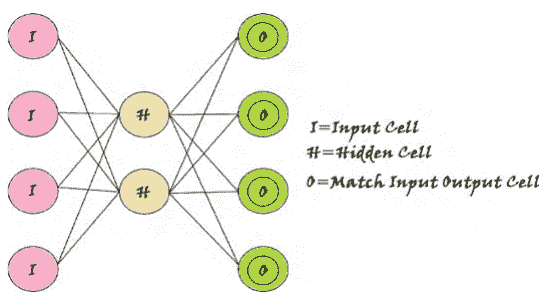 I
O
I
H
O
I
H
O
I
O
I=Input Cell
H=Hidden Cell
O=Match Input Output Cell